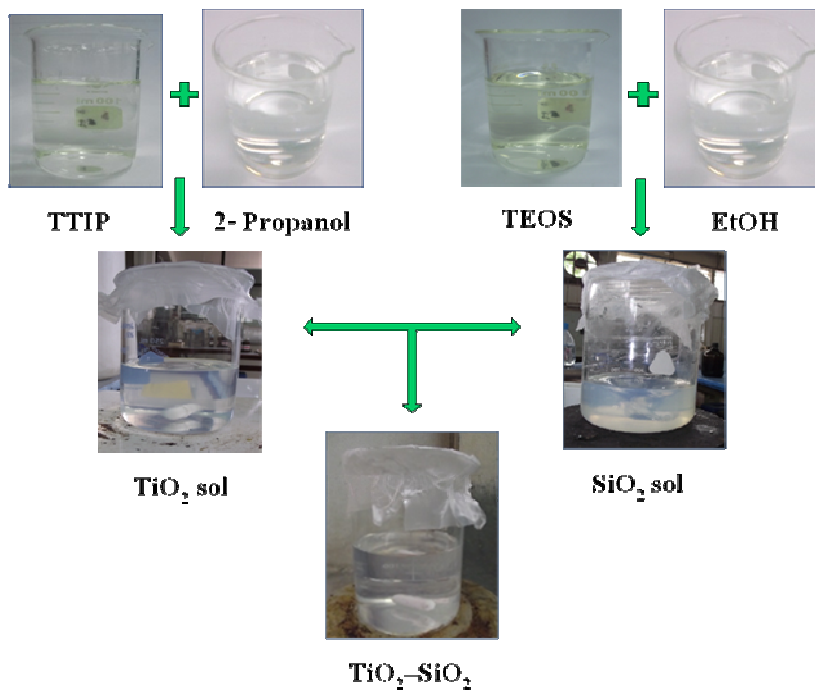 TTIP
2- Propanol
TEOS
EtOH
TiO₂ sol
SiO₂ sol
TiO₂–SiO₂